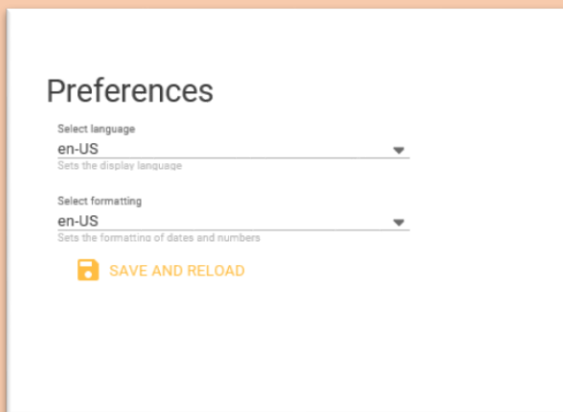 Preferences
Select language
en-US
Sets the display language
Select formatting
en-US
Sets the formatting of dates and numbers
SAVE AND RELOAD